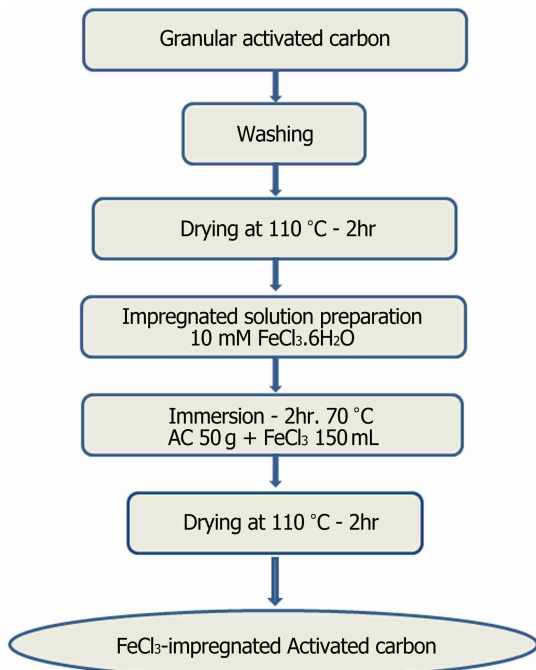 Granular activated carbon
Washing
Drying at 110 °C - 2hr
Impregnated solution preparation
10 mM FeCl₃.6H₂O
Immersion - 2hr. 70 °C
AC 50 g + FeCl₃ 150 mL
Drying at 110 °C - 2hr
FeCl₃-impregnated Activated carbon